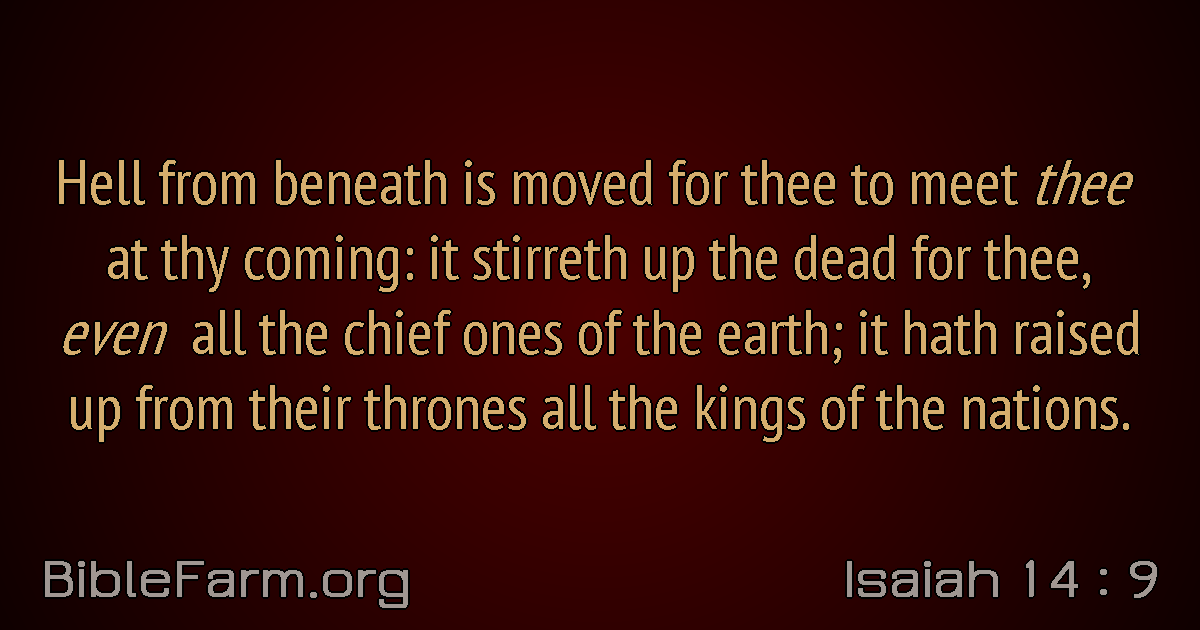 Hell from beneath is moved for thee to meet thee
at thy coming: it stirreth up the dead for thee,
even all the chief ones of the earth; it hath raised
up from their thrones all the kings of the nations.
BibleFarm.org
Isaiah 14 : 9